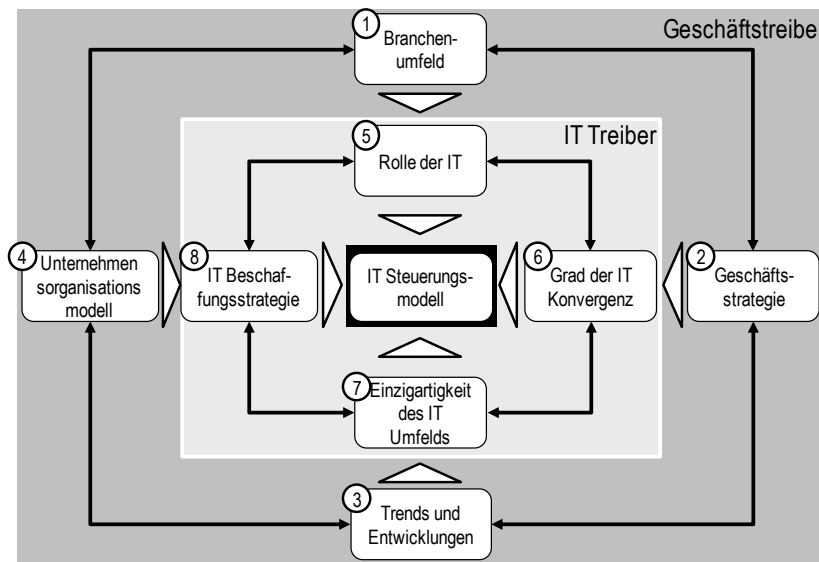 1
Branchen-
umfeld
Geschäftstreibe
IT Treiber
5
Rolle der IT
4
Unternehmen
sorganisations
modell
8
IT Beschaf-
fungsstrategie
IT Steuerungs-
modell
6
Grad der IT
Konvergenz
2
Geschäfts-
strategie
7
Einzigartigkeit
des IT
Umfelds
3
Trends und
Entwicklungen